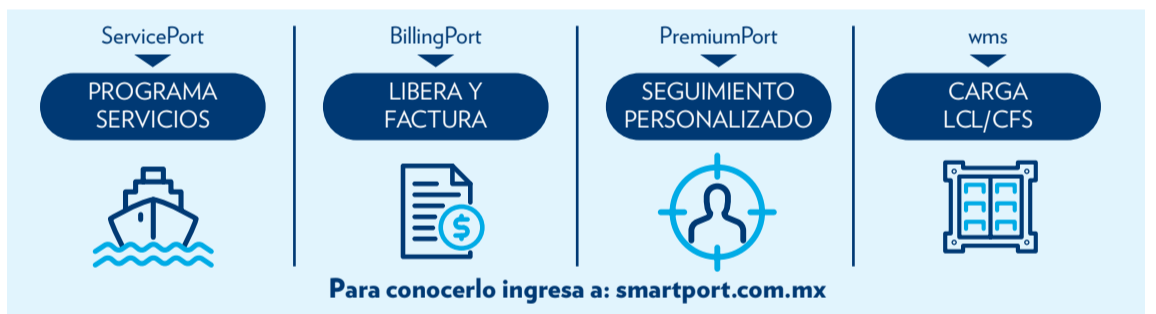 ServicePort
PROGRAMA
SERVICIOS
BillingPort
LIBERA Y
FACTURA
$
PremiumPort
SEGUIMIENTO
PERSONALIZADO
wms
CARGA
LCL/CFS
Para conocerlo ingresa a: smartport.com.mx